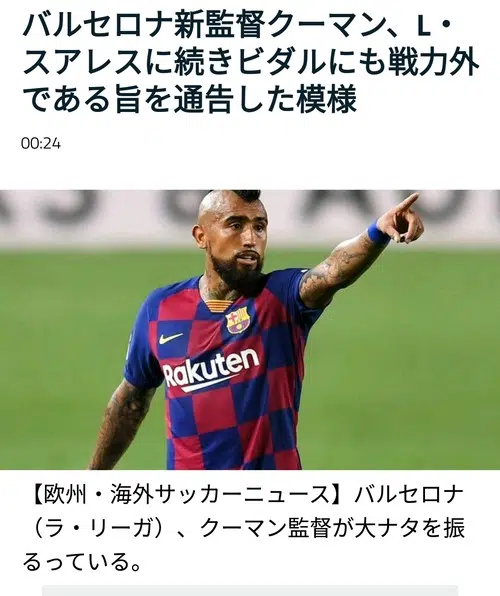 バルセロナ新監督クーマン、L・
スアレスに続きビダルにも戦力外
である旨を通告した模様
00:24
Rakuten
【欧州・海外サッカーニュース】バルセロナ
（ラ・リーガ）、クーマン監督が大ナタを振
るっている。